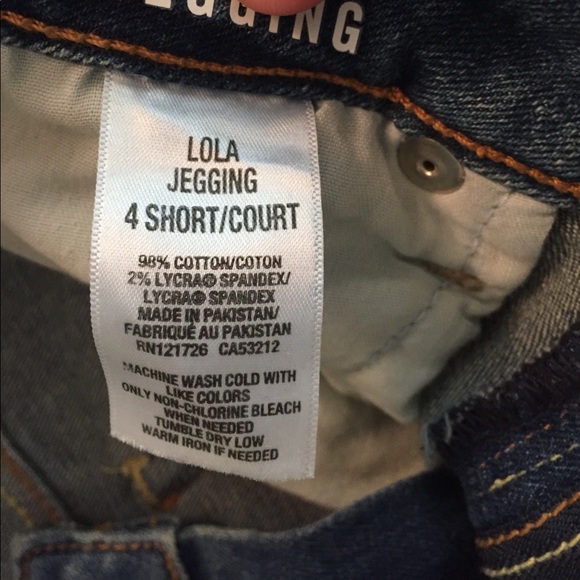 EGGING
LOLA
JEGGING
4 SHORT/COURT
98% COTTON/COTON
2% LYCRA® SPANDEX/
LYCRA® SPANDEX
MADE IN PAKISTAN/
FABRIQUÉ AU PAKISTAN
RN121726 CA53212
MACHINE WASH COLD WITH
LIKE COLORS
ONLY NON-CHLORINE BLEACH
WHEN NEEDED
TUMBLE DRY LOW
WARM IRON IF NEEDED